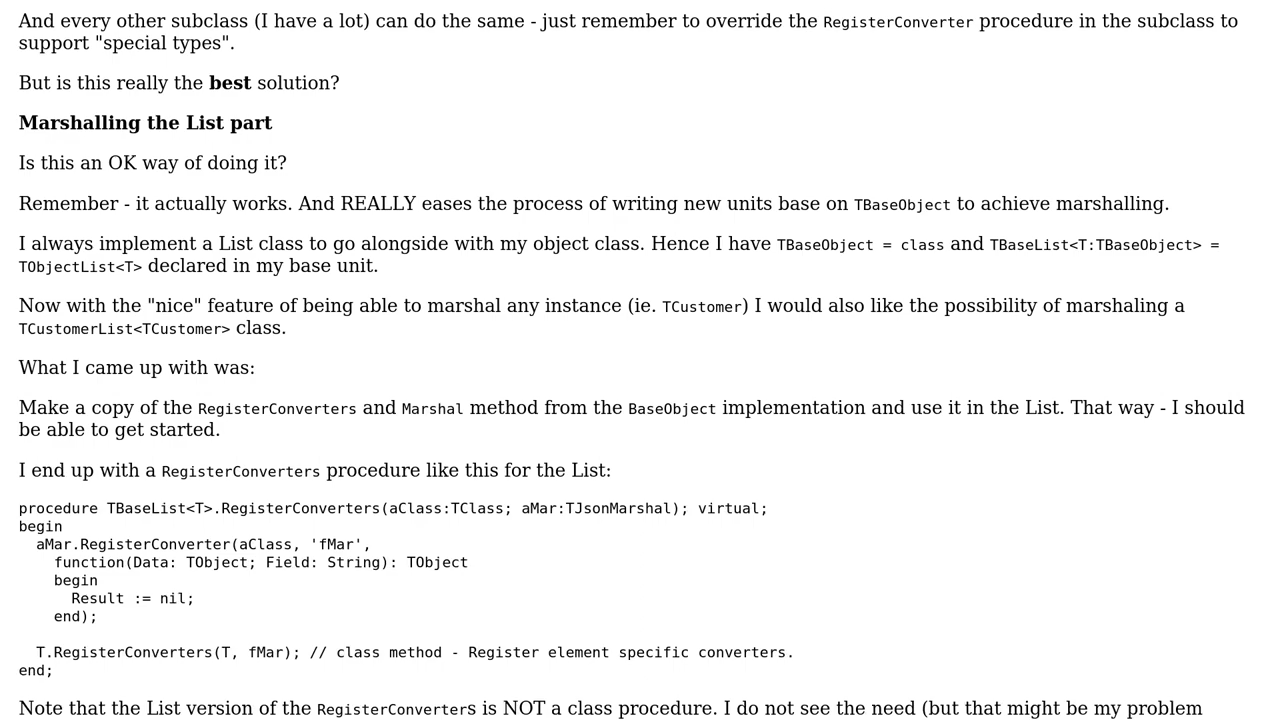 And every other subclass (I have a lot) can do the same - just remember to override the RegisterConverter procedure in the subclass to
support "special types".
But is this really the best solution?
Marshalling the List part
Is this an OK way of doing it?
Remember - it actually works. And REALLY eases the process of writing new units base on TBaseObject to achieve marshalling.
I always implement a List class to go alongside with my object class. Hence I have TBaseObject = class and TBaseList<T:TBaseObject> =
TObjectList<T> declared in my base unit.
Now with the "nice" feature of being able to marshal any instance (ie. TCustomer) I would also like the possibility of marshaling a
TCustomerList<TCustomer> class.
What I came up with was:
Make a copy of the RegisterConverters and Marshal method from the BaseObject implementation and use it in the List. That way - I should
be able to get started.
I end up with a RegisterConverters procedure like this for the List:
procedure TBaseList<T>.RegisterConverters(aClass:TClass; aMar:TJsonMarshal); virtual;
begin
  aMar.RegisterConverter(aClass, 'fMar',
    function(Data: TObject; Field: String): TObject
    begin
      Result := nil;
    end);
  T.RegisterConverters(T, fMar); // class method - Register element specific converters.
end;
Note that the List version of the RegisterConverters is NOT a class procedure. I do not see the need (but that might be my problem